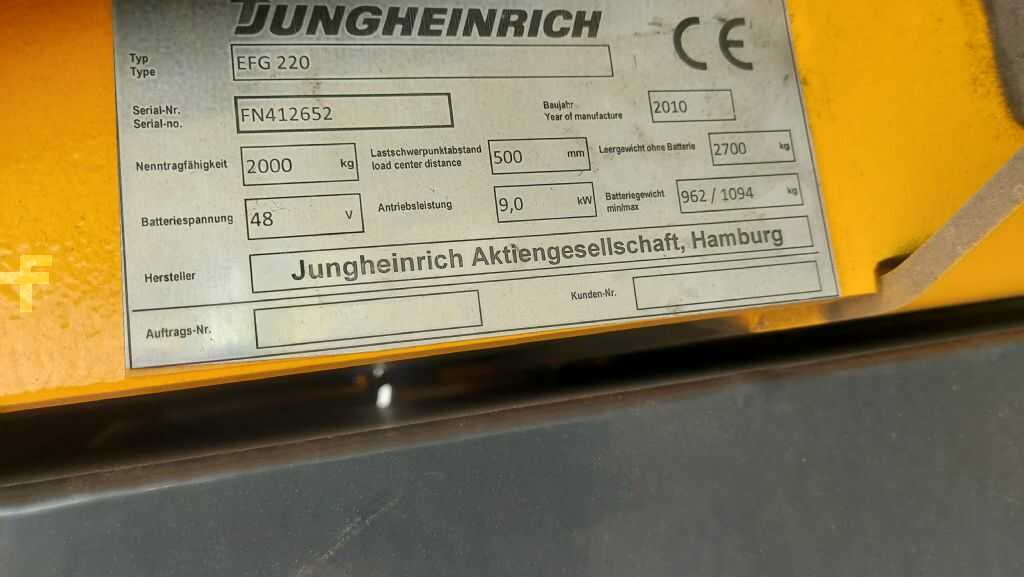 JUNGHEINRICH
CE
Typ
Type
EFG 220
Serial-Nr.
Serial-no.
FN412652
Baujahr
Year of manufacture
2010
Nenntragfähigkeit
2000 kg
Lastschwerpunktabstand
load center distance
500 mm
Leergewicht ohne Batterie
2700 kg
Batteriespannung
48 V
Antriebsleistung
9,0 kW
Batteriegewicht
min/max
962 / 1094 kg
Hersteller
Jungheinrich Aktiengesellschaft, Hamburg
Auftrags-Nr.
Kunden-Nr.